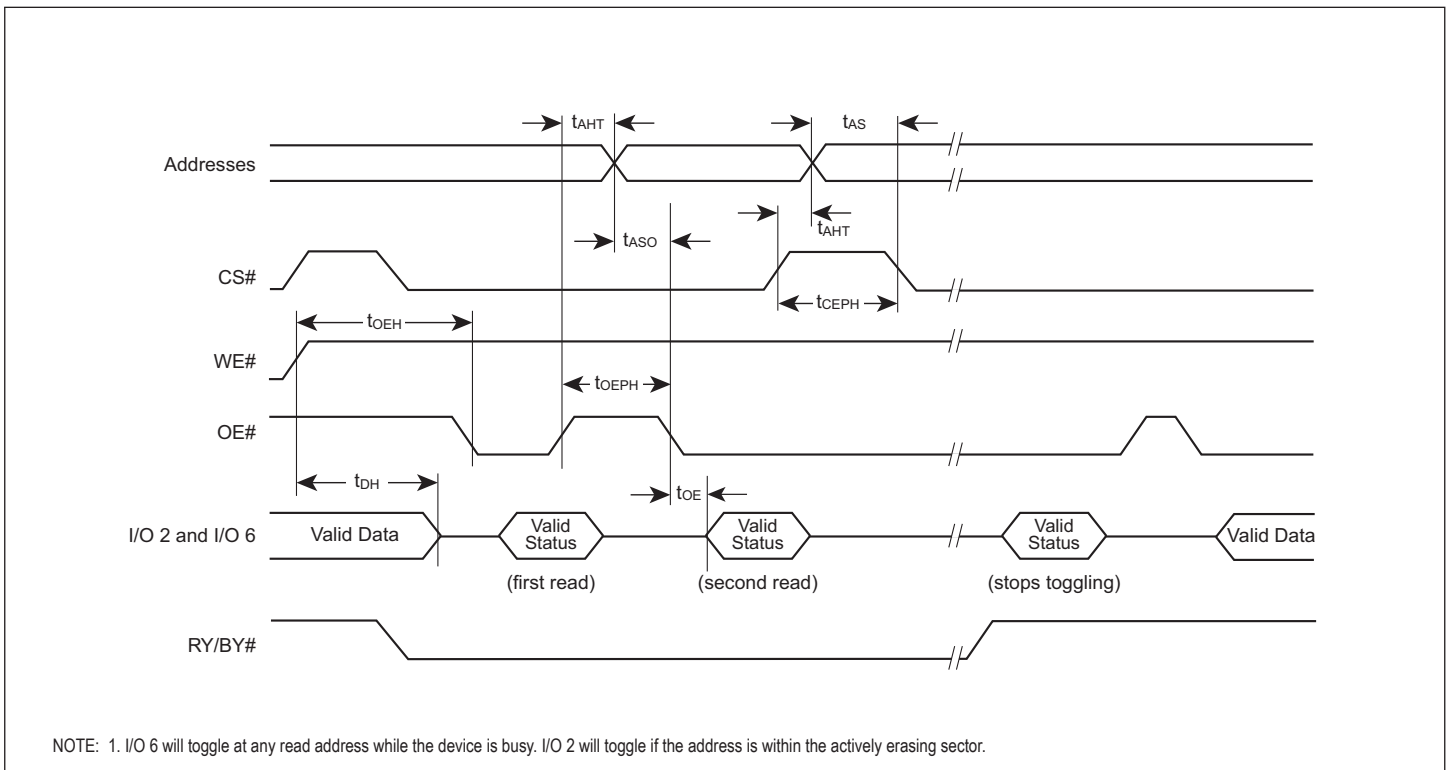 tAHT
tAS
Addresses
tAHT
tASO
CS#
tCEPH
tOEH
WE#
tOEPH
OE#
tDH
tOE
I/O 2 and I/O 6
Valid Data
Valid
Status
Valid
Status
Valid
Status
Valid Data
(first read)
(second read)
(stops toggling)
RY/BY#
NOTE: 1. I/O 6 will toggle at any read address while the device is busy. I/O 2 will toggle if the address is within the actively erasing sector.